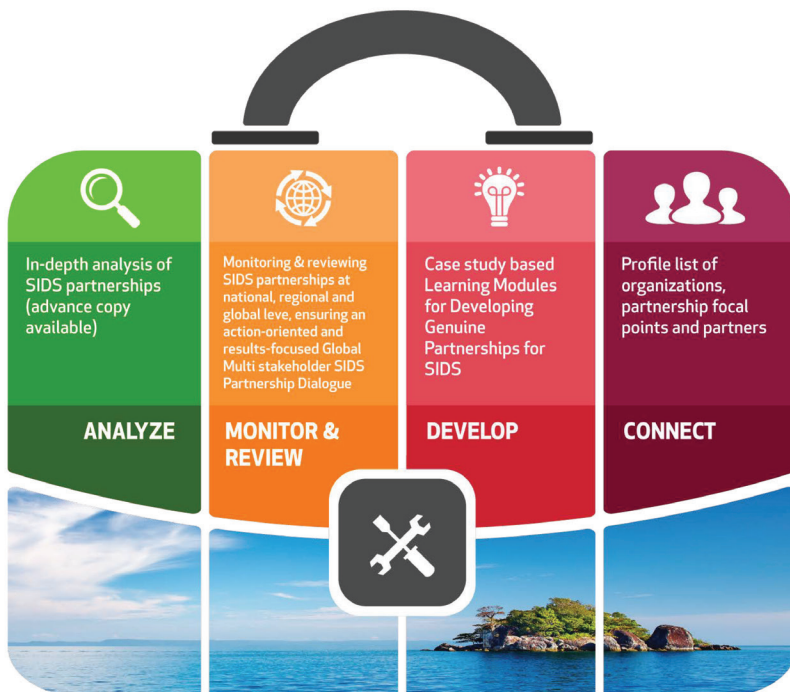 In-depth analysis of
SIDS partnerships
(advance copy
available)
ANALYZE
Monitoring & reviewing
SIDS partnerships at
national, regional and
global leve, ensuring an
action-oriented and
results-focused Global
Multi stakeholder SIDS
Partnership Dialogue
MONITOR &
REVIEW
Case study based
Learning Modules
for Developing
Genuine
Partnerships for
SIDS
DEVELOP
Profile list of
organizations,
partnership focal
points and partners
CONNECT